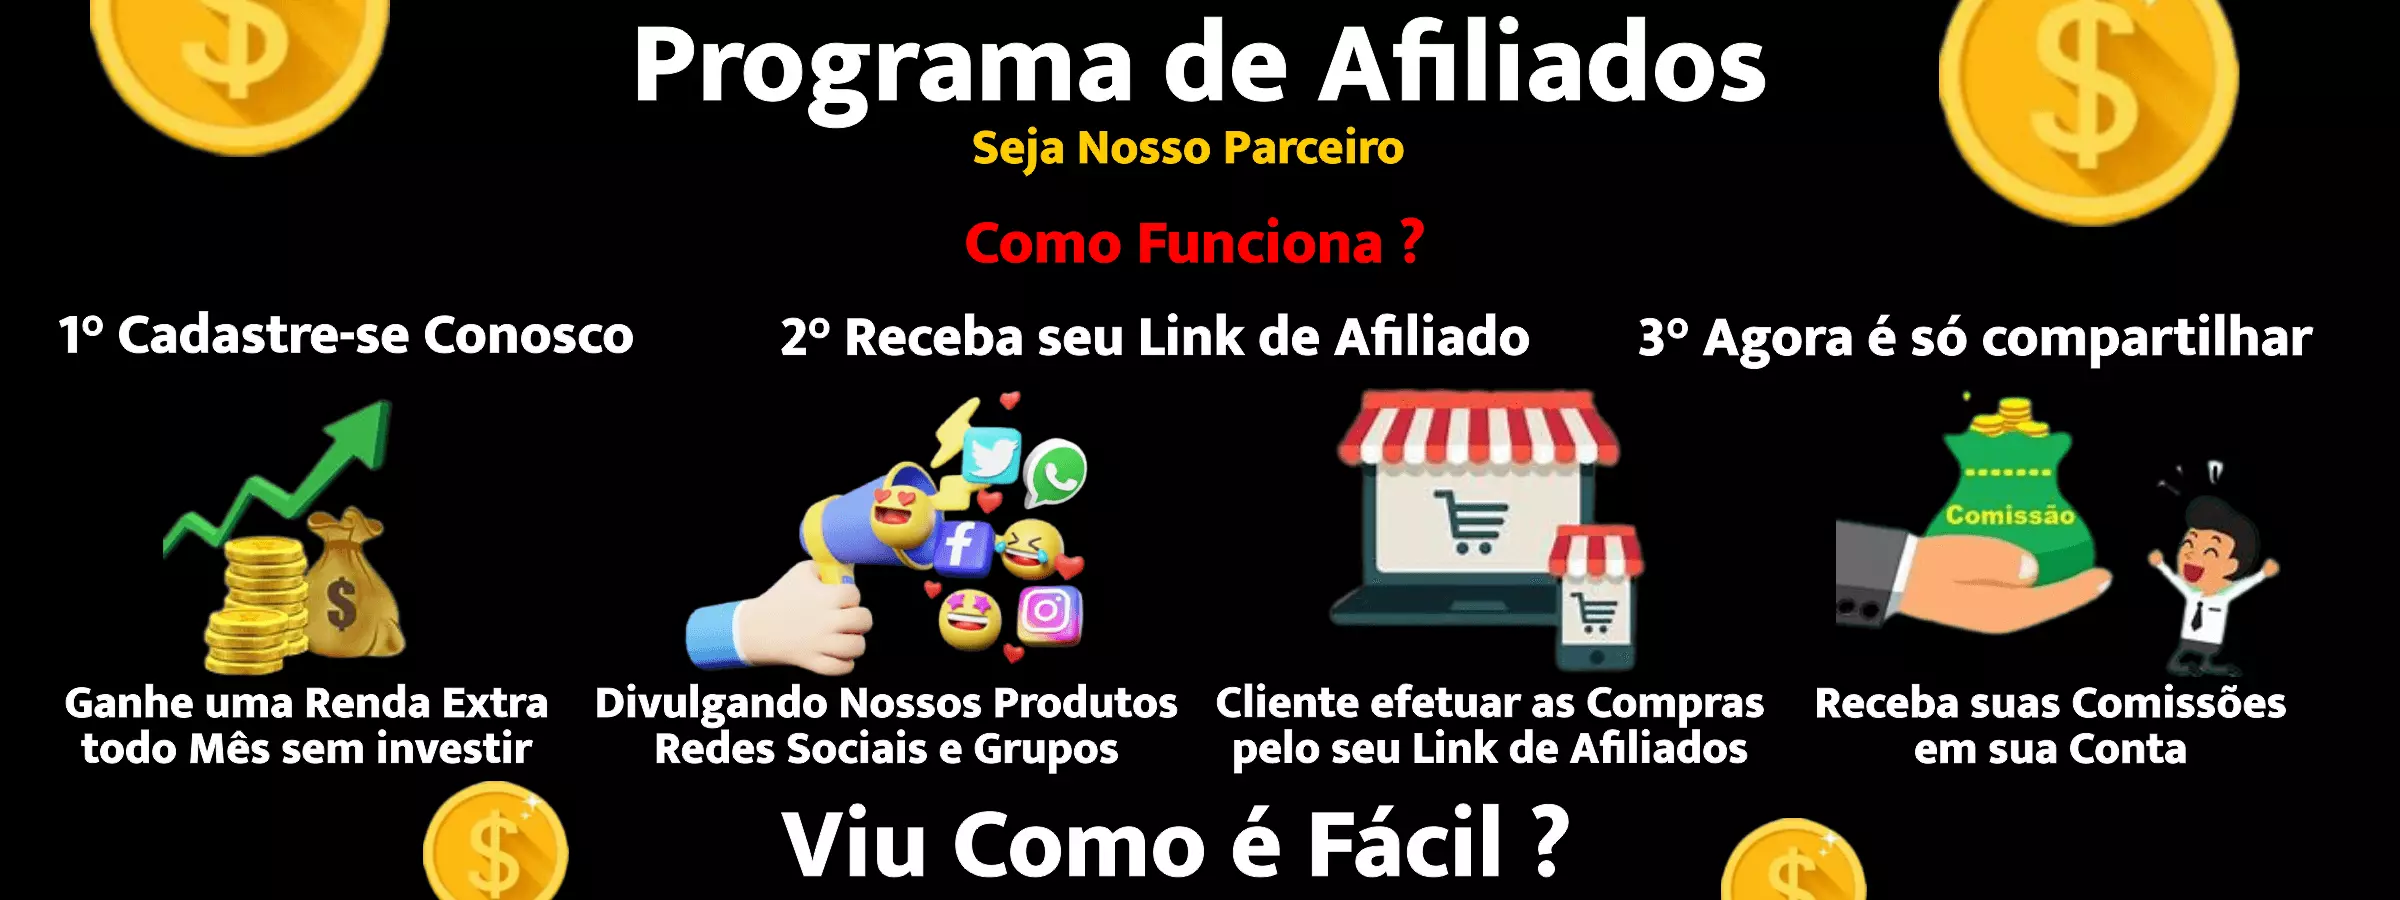 Programa de Afiliados
Seja Nosso Parceiro
Como Funciona ?
1º Cadastre-se Conosco
2º Receba seu Link de Afiliado
3º Agora é só compartilhar
Comissão
Ganhe uma Renda Extra
todo Mês sem investir
Divulgando Nossos Produtos
Redes Sociais e Grupos
Cliente efetuar as Compras
pelo seu Link de Afiliados
Receba suas Comissões
em sua Conta
Viu Como é Fácil ?